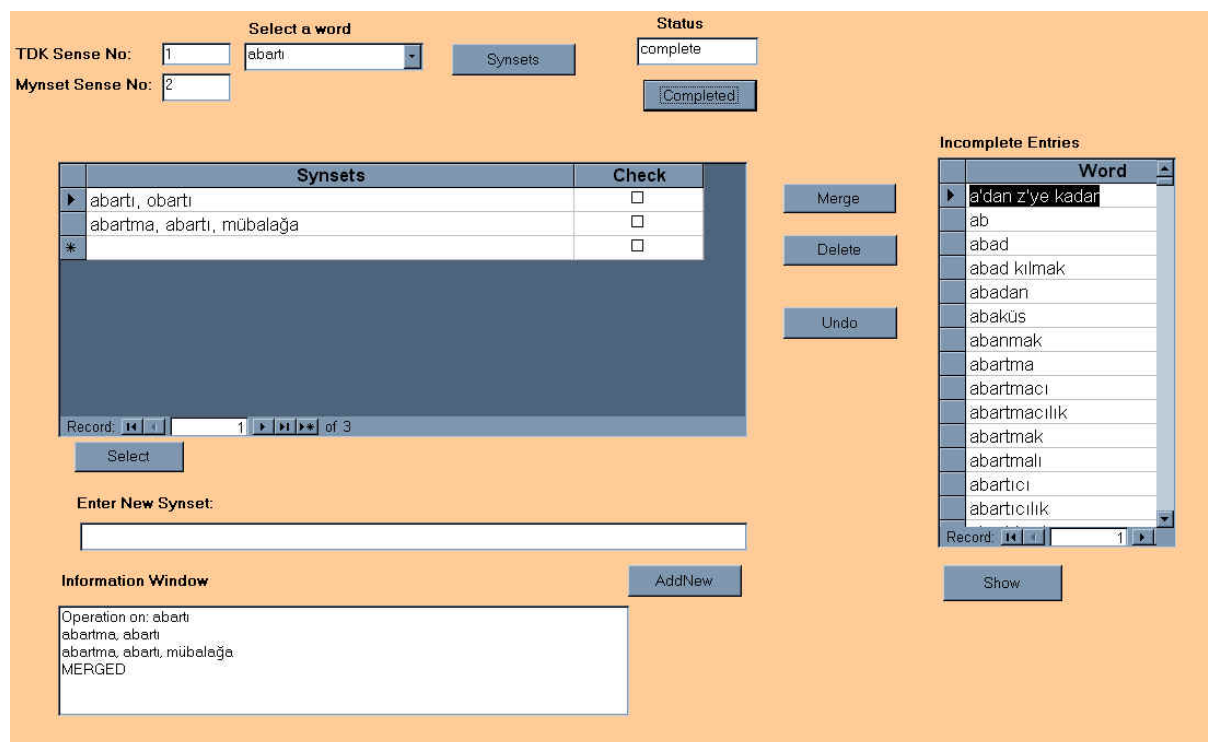 Select a word
Status
TDK Sense No: 1 abartı Synsets complete
Mynset Sense No: 2 Completed
Incomplete Entries
Synsets Check
abartı, obartı
abartma, abartı, mübalağa
Merge
Delete
Undo
Record: 1 of 3
Select
Enter New Synset:
AddNew
Information Window
Operation on: abartı
abartma, abartı
abartma, abartı, mübalağa
MERGED
Word
a'dan z'ye kadar
ab
abad
abad kılmak
abadan
abaküs
abanmak
abartma
abartmacı
abartmacılık
abartmak
abartmalı
abartıcı
abartıcılık
Record: 1
Show